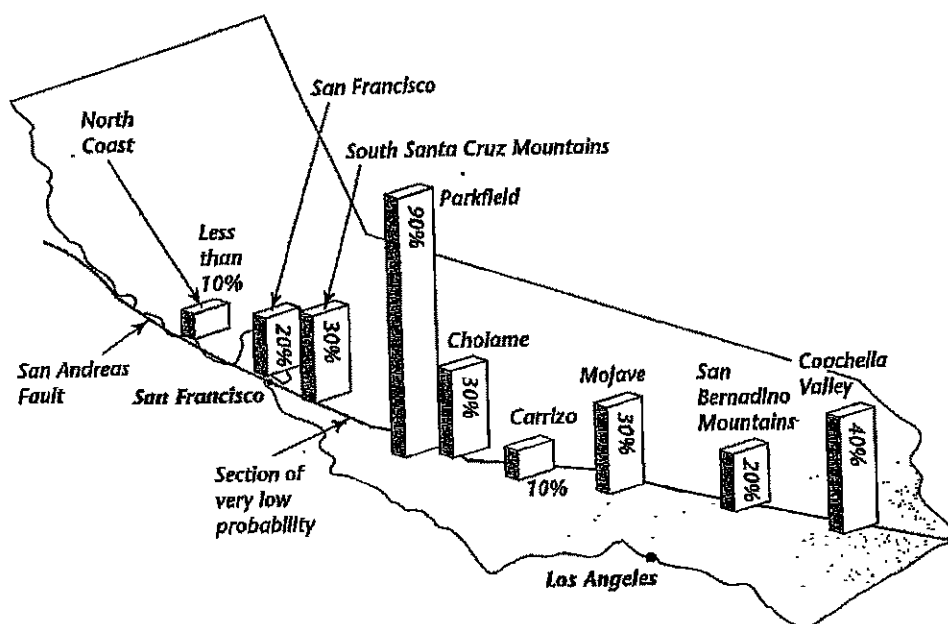 San Francisco
North
Coast
South Santa Cruz Mountains
Parkfield
90%
Less
than
10%
20%
30%
Cholame
30%
San Andreas
Fault
San Francisco
Carrizo
10%
Mojave
30%
San
Bernadino
Mountains
20%
Coachella
Valley
40%
Section of
very low
probability
Los Angeles